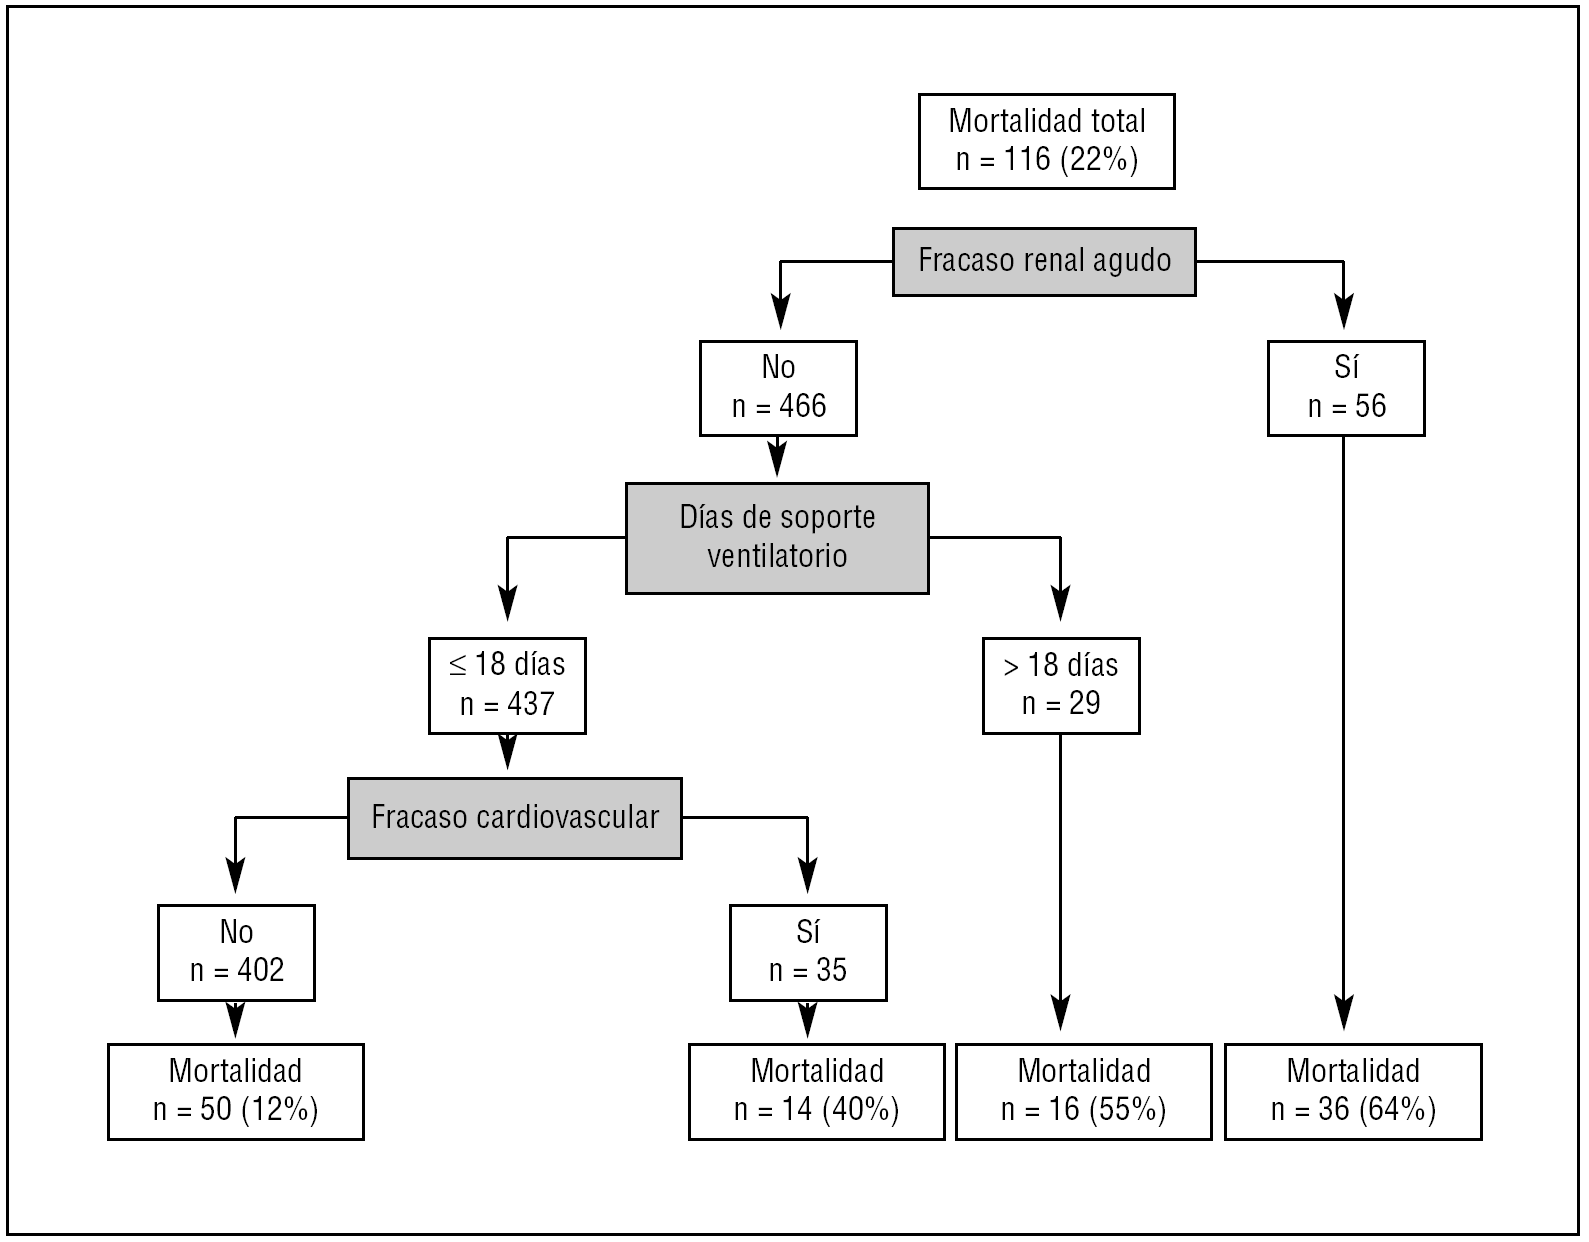 Mortalidad total
n = 116 (22%)
Fracaso renal agudo
No
n = 466
Sí
n = 56
Días de soporte
ventilatorio
≤ 18 días
n = 437
> 18 días
n = 29
Fracaso cardiovascular
No
n = 402
Sí
n = 35
Mortalidad
n = 50 (12%)
Mortalidad
n = 14 (40%)
Mortalidad
n = 16 (55%)
Mortalidad
n = 36 (64%)